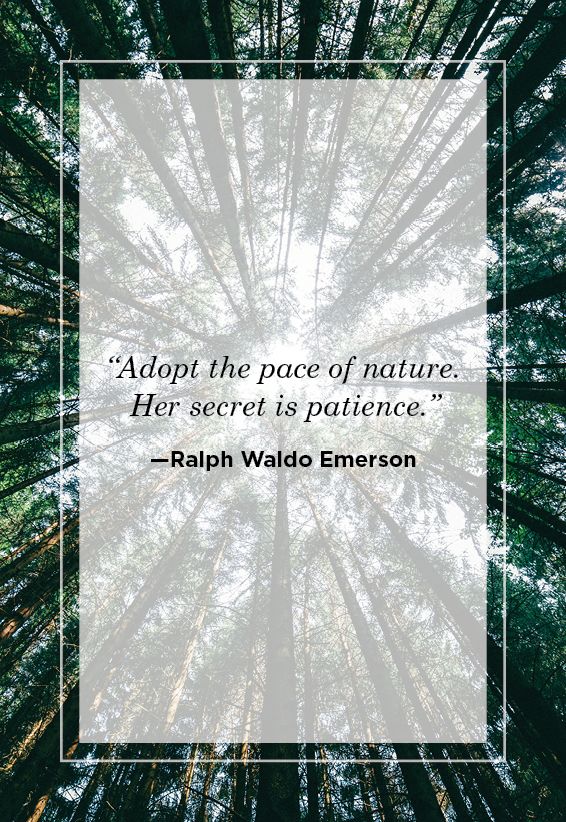 “Adopt the pace of nature.
Her secret is patience.”
—Ralph Waldo Emerson